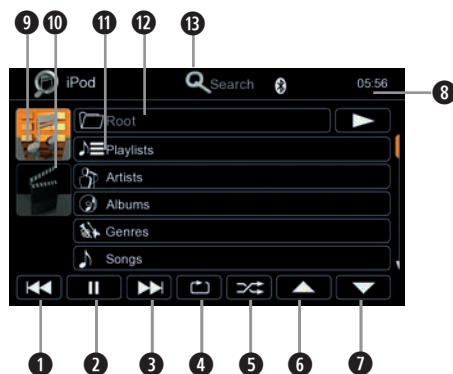 9 10 11 12 13
iPod Search 05:56
8
Root
Playlists
Artists
Albums
Genres
Songs
1 2 3 4 5 6 7